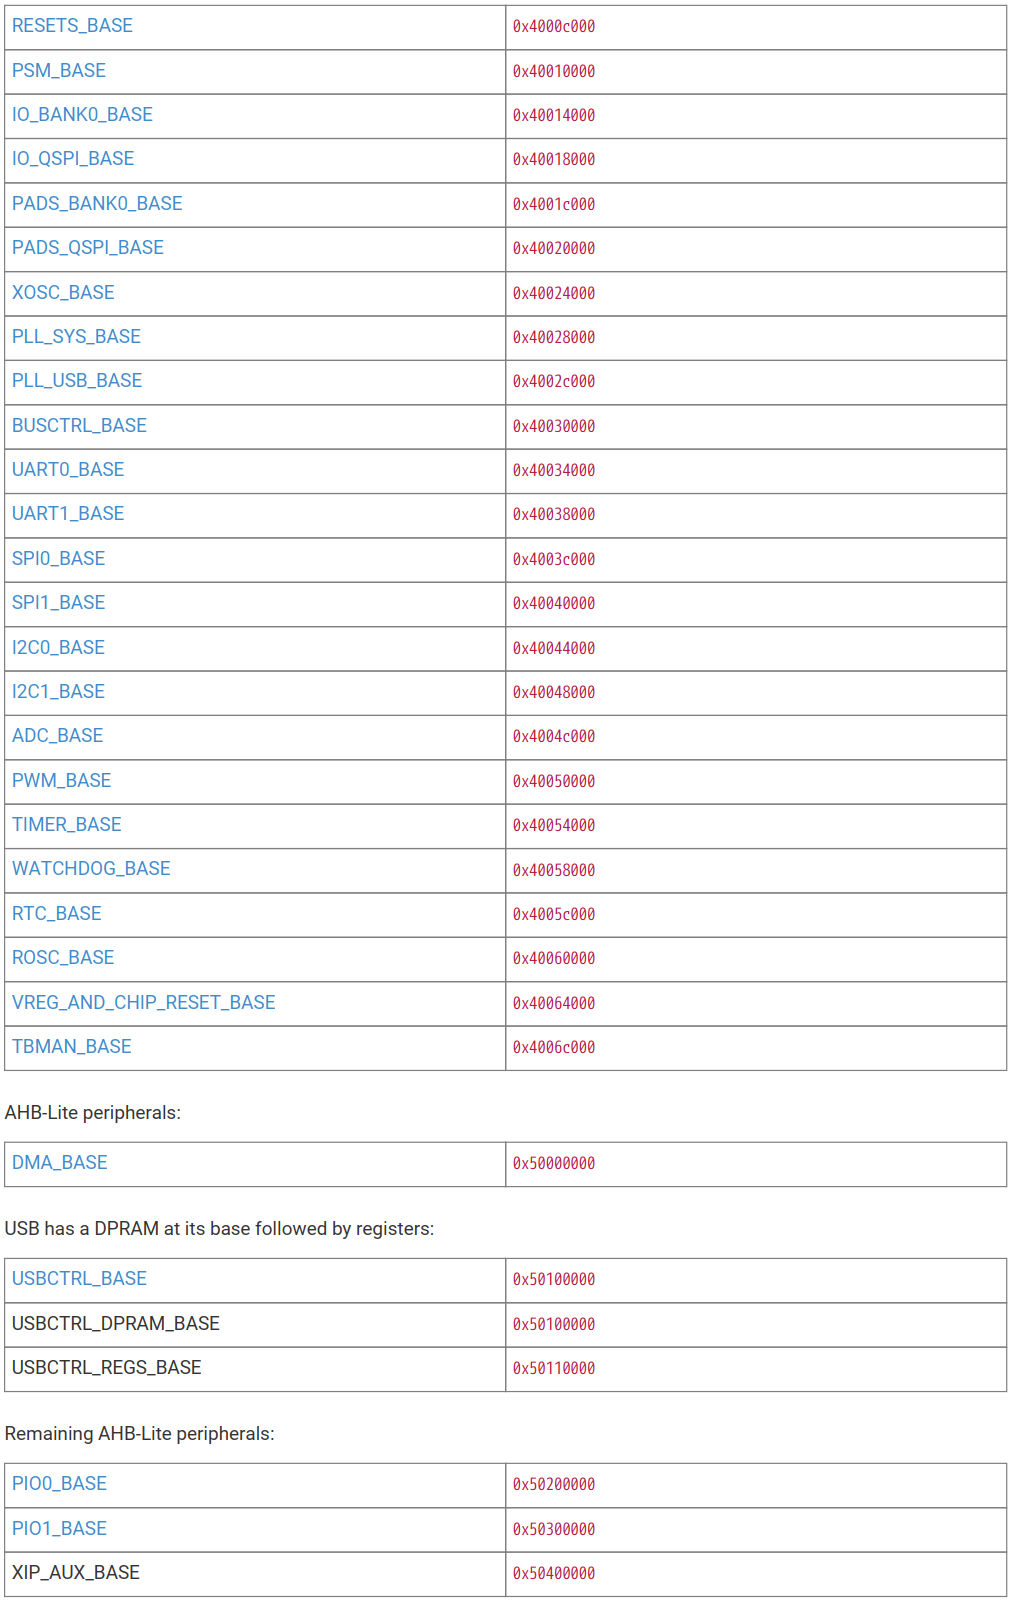 RESETS_BASE 0x4000c000
PSM_BASE 0x40010000
IO_BANK0_BASE 0x40014000
IO_QSPI_BASE 0x40018000
PADS_BANK0_BASE 0x4001c000
PADS_QSPI_BASE 0x40020000
XOSC_BASE 0x40024000
PLL_SYS_BASE 0x40028000
PLL_USB_BASE 0x4002c000
BUSCTRL_BASE 0x40030000
UART0_BASE 0x40034000
UART1_BASE 0x40038000
SPI0_BASE 0x4003c000
SPI1_BASE 0x40040000
I2C0_BASE 0x40044000
I2C1_BASE 0x40048000
ADC_BASE 0x4004c000
PWM_BASE 0x40050000
TIMER_BASE 0x40054000
WATCHDOG_BASE 0x40058000
RTC_BASE 0x4005c000
ROSC_BASE 0x40060000
VREG_AND_CHIP_RESET_BASE 0x40064000
TBMAN_BASE 0x4006c000
AHB-Lite peripherals:
DMA_BASE 0x50000000
USB has a DPRAM at its base followed by registers:
USBCTRL_BASE 0x50100000
USBCTRL_DPRAM_BASE 0x50100000
USBCTRL_REGS_BASE 0x50110000
Remaining AHB-Lite peripherals:
PIO0_BASE 0x50200000
PIO1_BASE 0x50300000
XIP_AUX_BASE 0x50400000